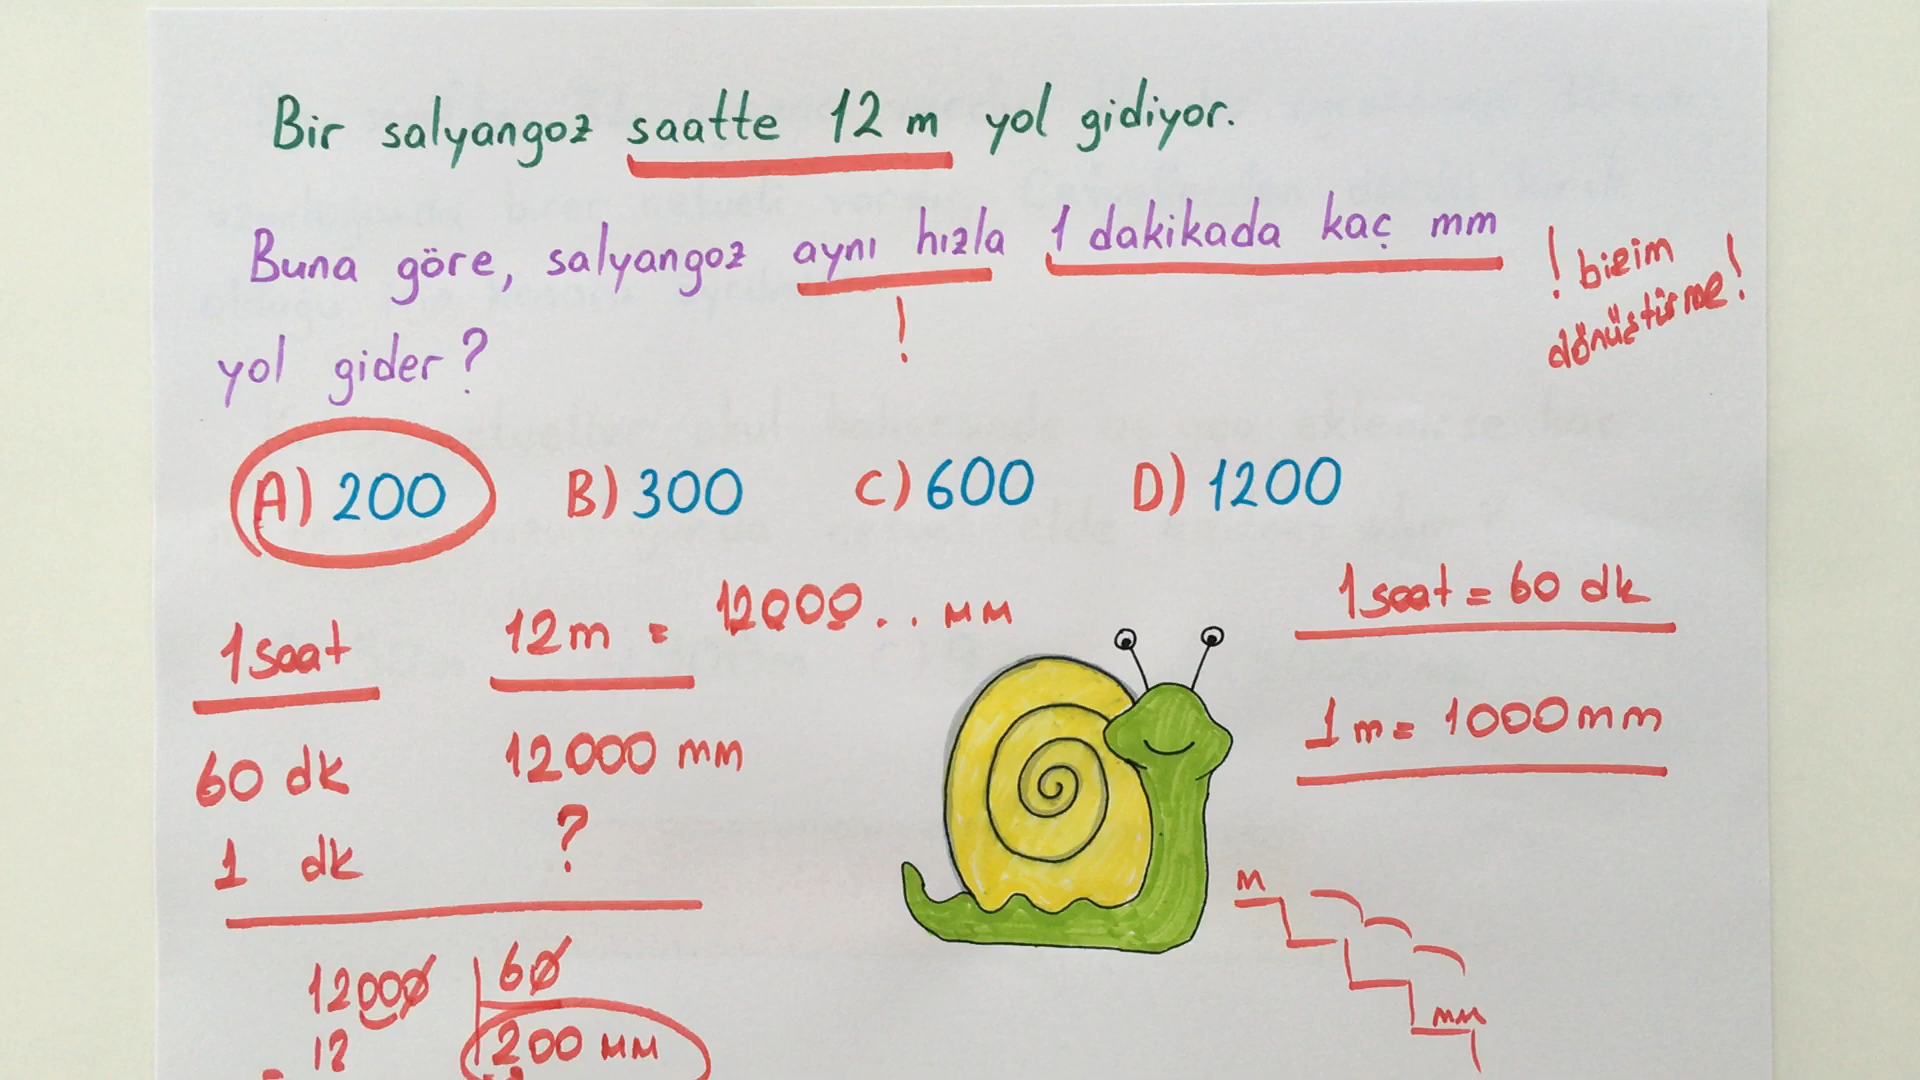 Bir salyangoz saatte 12 m yol gidiyor.
Buna göre, salyangoz aynı hızla 1 dakikada kaç mm
yol gider?
!
! birim
dönüştürme!
A) 200 B) 300 C) 600 D) 1200
1 saat 12 m = 12000.. mm
60 dk 12000 mm
1 dk ?
12000 60
12 200 mm
1 saat = 60 dk
1 m = 1000 mm
m
mm